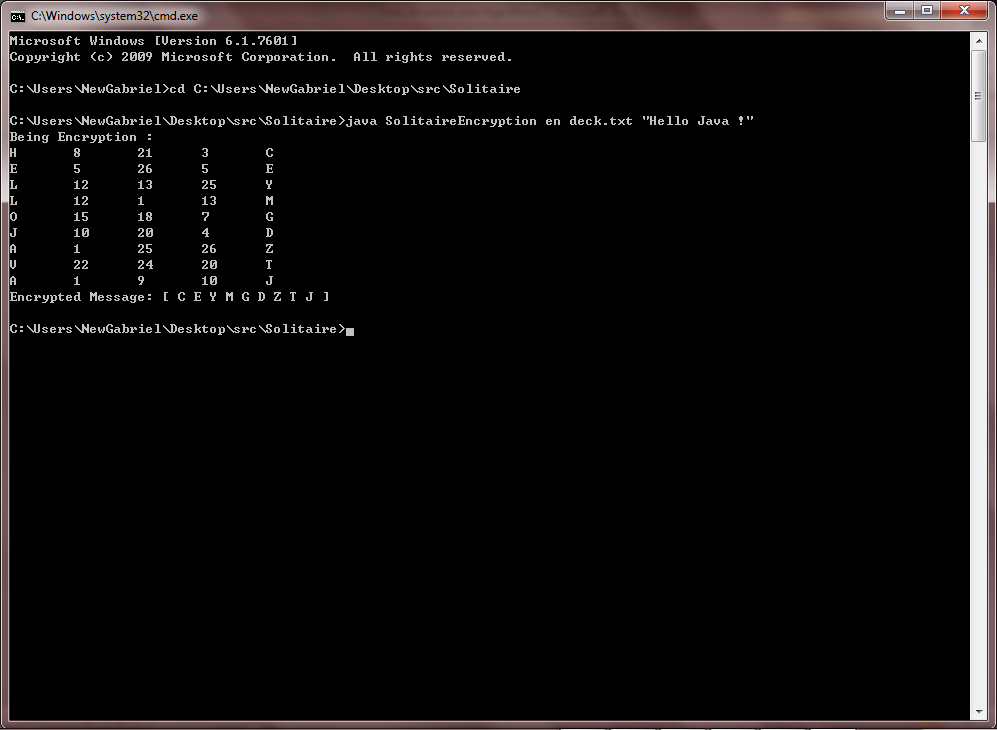 C:\Windows\system32\cmd.exe
Microsoft Windows [Version 6.1.7601]
Copyright (c) 2009 Microsoft Corporation.  All rights reserved.
C:\Users\NewGabriel>cd C:\Users\NewGabriel\Desktop\src\Solitaire
C:\Users\NewGabriel\Desktop\src\Solitaire>java SolitaireEncryption en deck.txt "Hello Java !"
Being Encryption :
H       8       21      3       C
E       5       26      5       E
L       12      13      25      Y
L       12      1       13      M
O       15      18      7       G
J       10      20      4       D
A       1       25      26      Z
V       22      24      20      T
A       1       9       10      J
Encrypted Message: [ C E Y M G D Z T J ]
C:\Users\NewGabriel\Desktop\src\Solitaire>